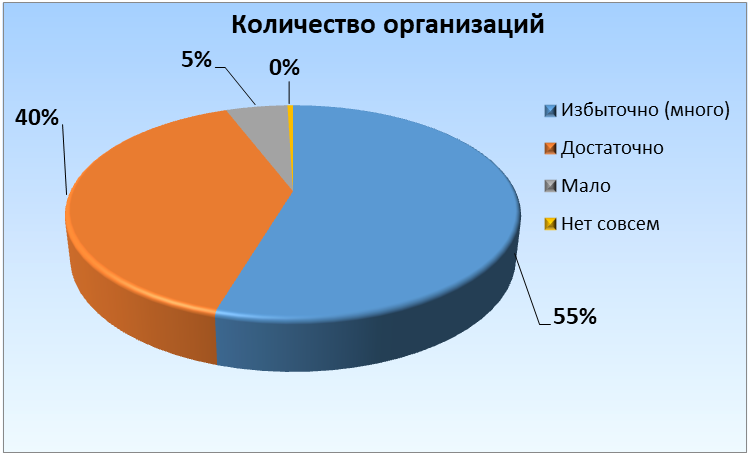 Количество организаций
5%
0%
40%
55%
Избыточно (много)
Достаточно
Мало
Нет совсем